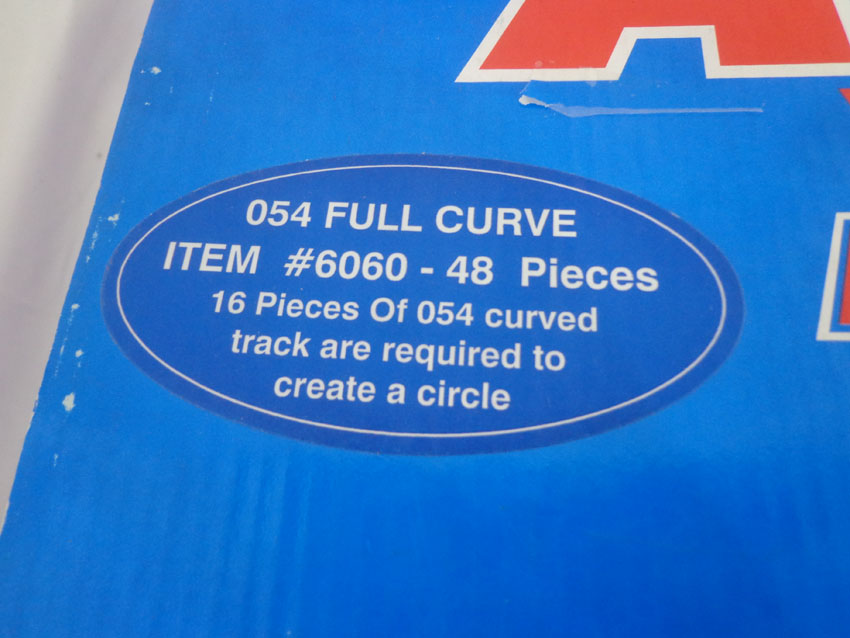 054 FULL CURVE
ITEM #6060 - 48 Pieces
16 Pieces Of 054 curved
track are required to
create a circle